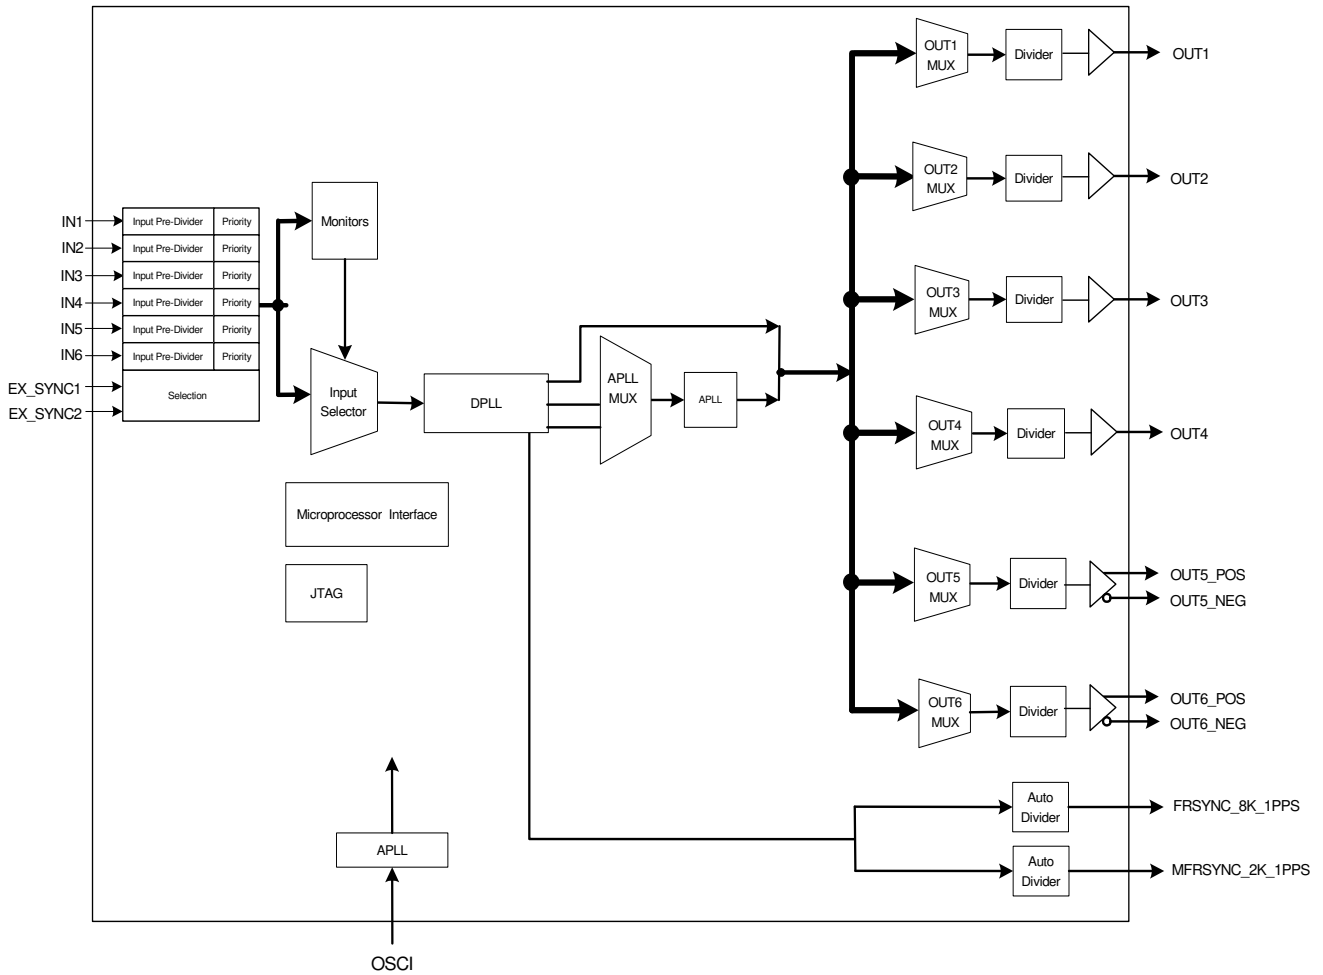 IN1
Input Pre-Divider Priority
IN2
Input Pre-Divider Priority
IN3
Input Pre-Divider Priority
IN4
Input Pre-Divider Priority
IN5
Input Pre-Divider Priority
IN6
Input Pre-Divider Priority
EX_SYNC1
EX_SYNC2
Selection
Monitors
Input
Selector
DPLL
APLL
MUX
APLL
Microprocessor Interface
JTAG
APLL
OSCI
OUT1
MUX
Divider
OUT1
OUT2
MUX
Divider
OUT2
OUT3
MUX
Divider
OUT3
OUT4
MUX
Divider
OUT4
OUT5
MUX
Divider
OUT5_POS
OUT5_NEG
OUT6
MUX
Divider
OUT6_POS
OUT6_NEG
Auto
Divider
FRSYNC_8K_1PPS
Auto
Divider
MFRSYNC_2K_1PPS